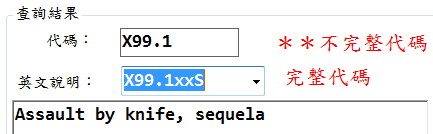 查詢結果
代碼： X99.1 ＊＊不完整代碼
英文說明： X99.1xxS 完整代碼
Assault by knife, sequela